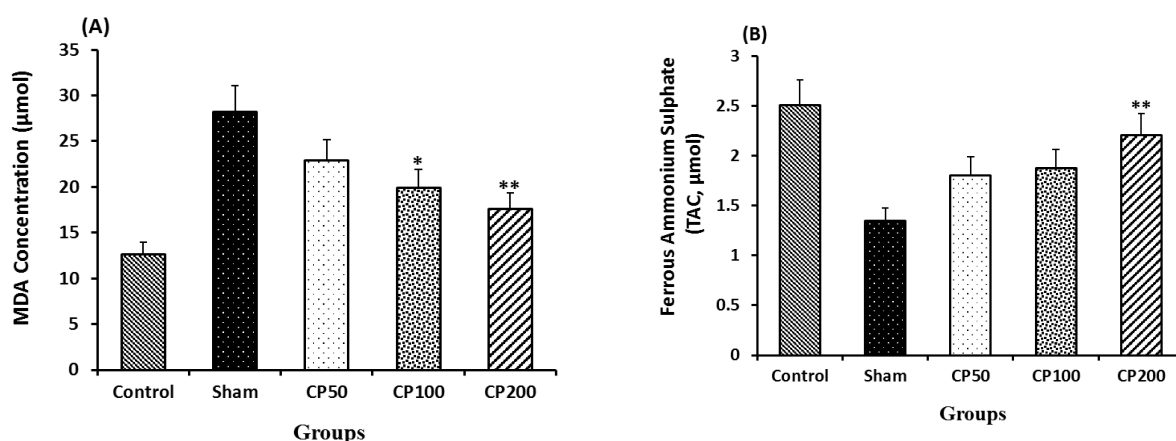 (A)
MDA Concentration (µmol)
35
30
25
20
15
10
5
0
*
**
Control Sham CP50 CP100 CP200
Groups
(B)
Ferrous Ammonium Sulphate
(TAC, µmol)
3
2.5
2
1.5
1
0.5
0
**
Control Sham CP50 CP100 CP200
Groups